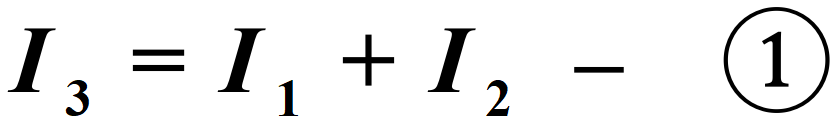 I₃ = I₁ + I₂ – ①